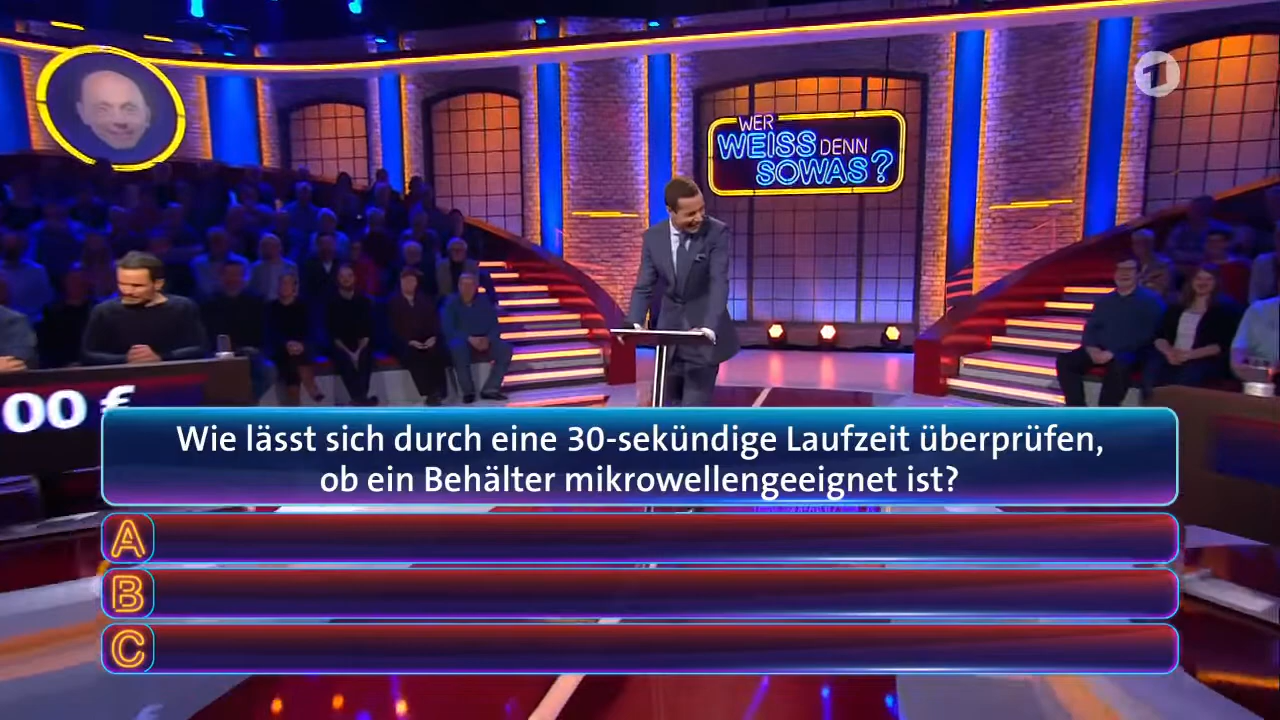 1
WER
WEISS DENN
SOWAS?
00 €
Wie lässt sich durch eine 30-sekündige Laufzeit überprüfen,
ob ein Behälter mikrowellengeeignet ist?
A
B
C